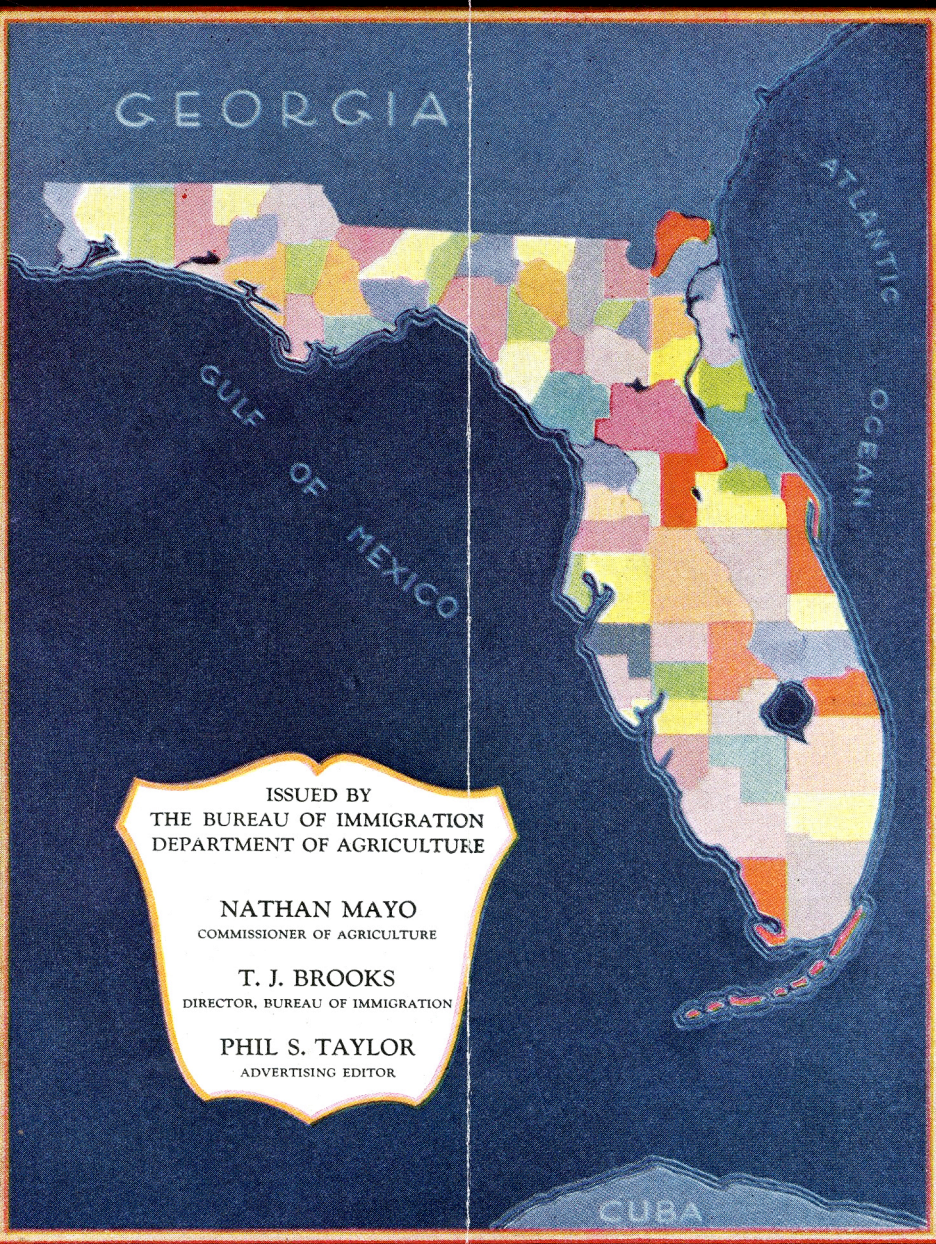 GEORGIA
ATLANTIC
OCEAN
GULF
OF
MEXICO
ISSUED BY
THE BUREAU OF IMMIGRATION
DEPARTMENT OF AGRICULTURE
NATHAN MAYO
COMMISSIONER OF AGRICULTURE
T. J. BROOKS
DIRECTOR, BUREAU OF IMMIGRATION
PHIL S. TAYLOR
ADVERTISING EDITOR
CUBA